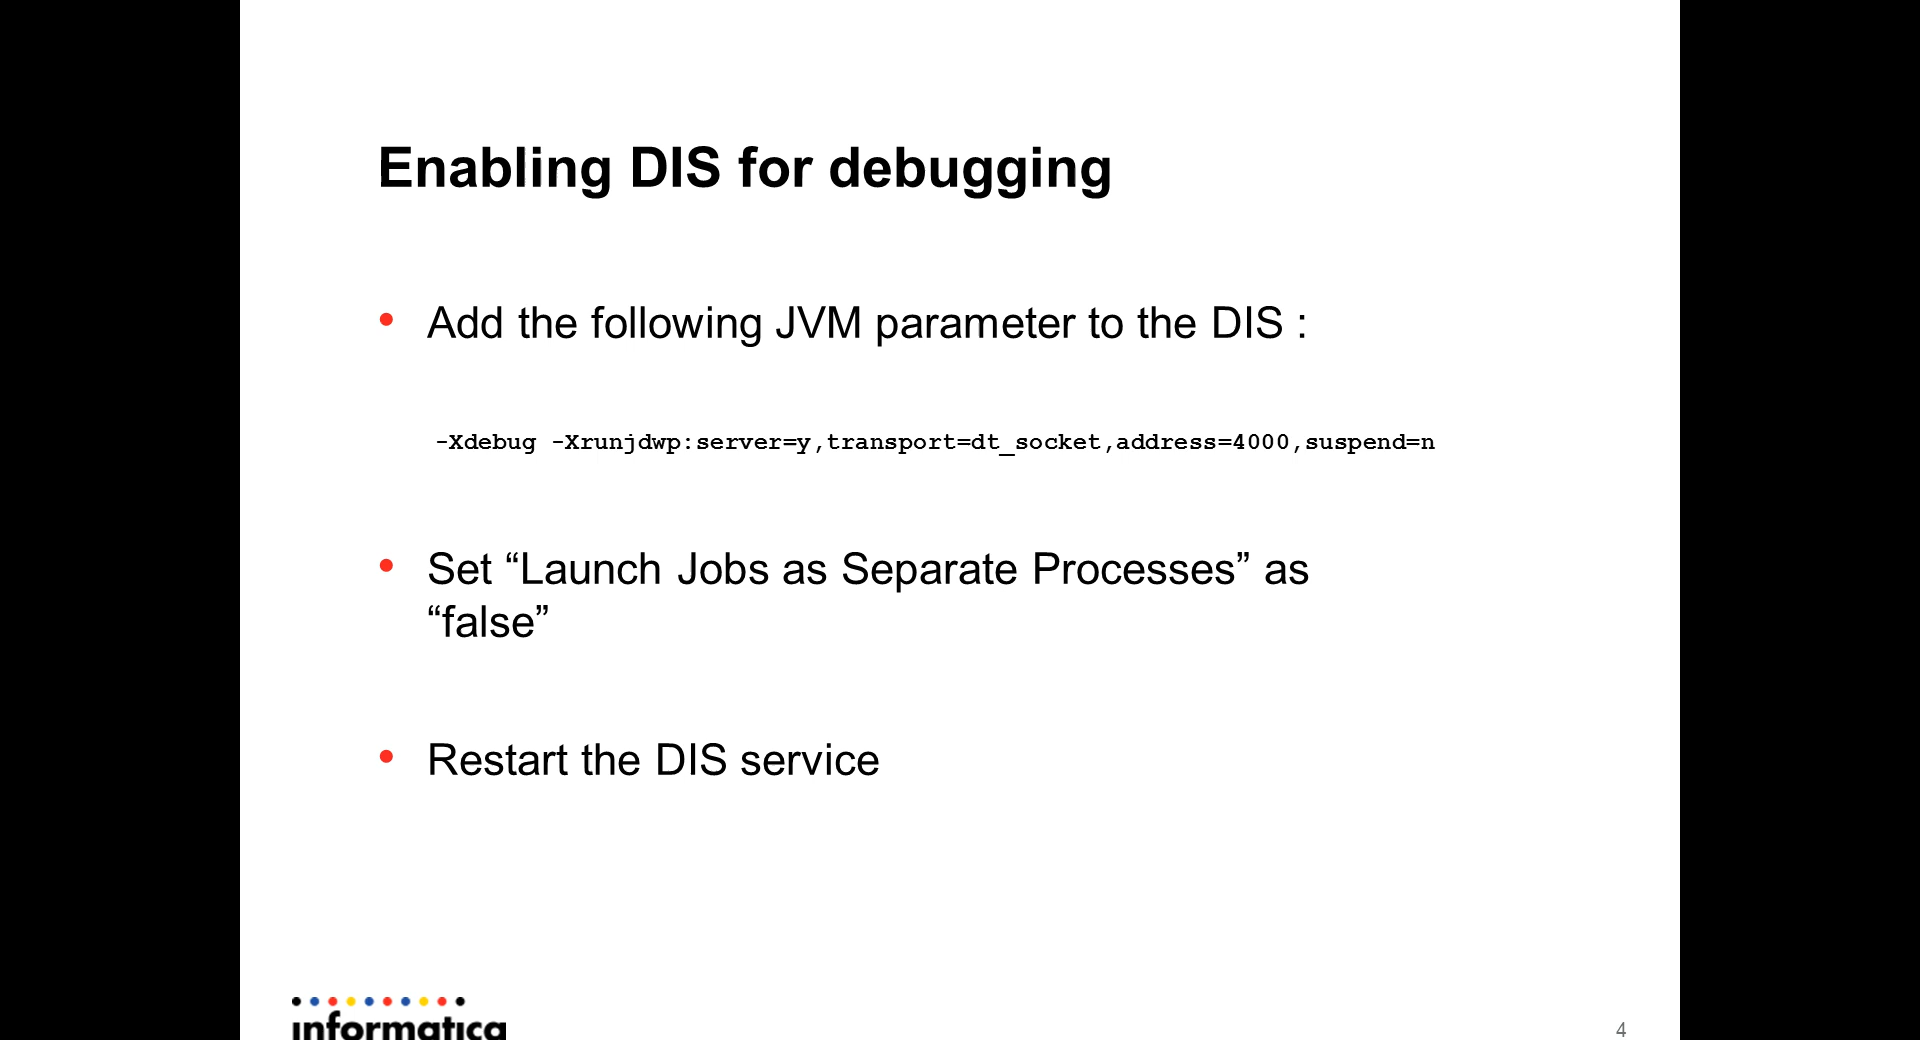 Enabling DIS for debugging
• Add the following JVM parameter to the DIS :
-Xdebug -Xrunjdwp:server=y,transport=dt_socket,address=4000,suspend=n
• Set “Launch Jobs as Separate Processes” as
“false”
• Restart the DIS service
informatica
4